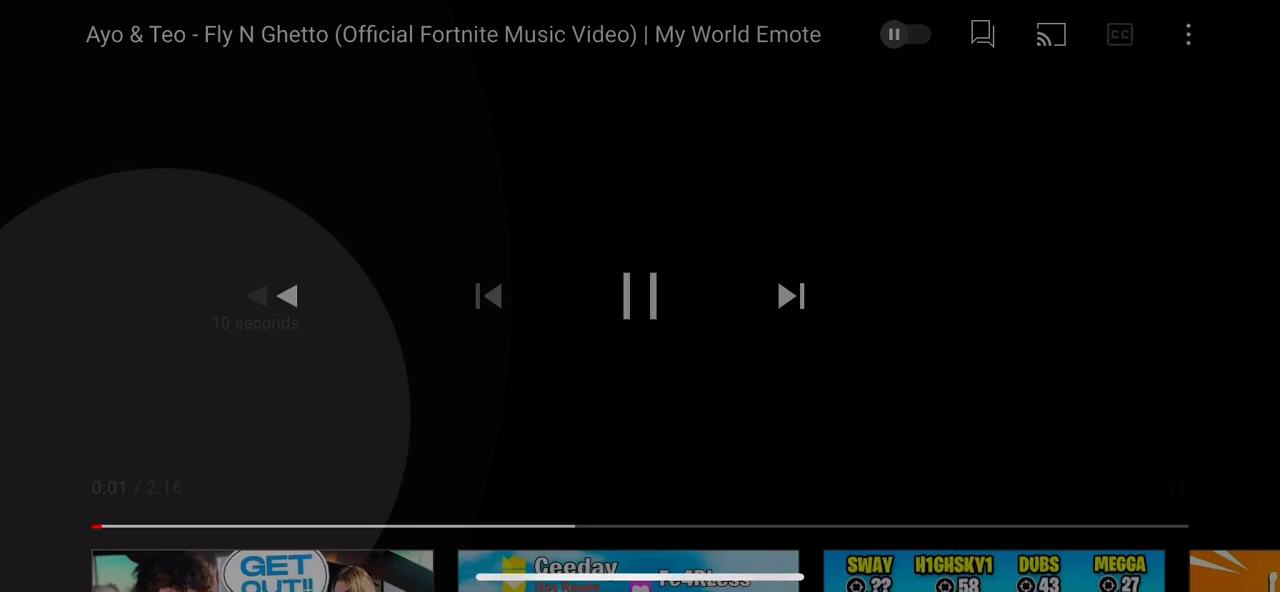 Ayo & Teo - Fly N Ghetto (Official Fortnite Music Video) | My World Emote
CC
10 seconds
0:01 / 2:16
GET
OUT!!
Ceeday
SWAY H1GHSKY1 DUBS MEGGA
?? 58 43 27